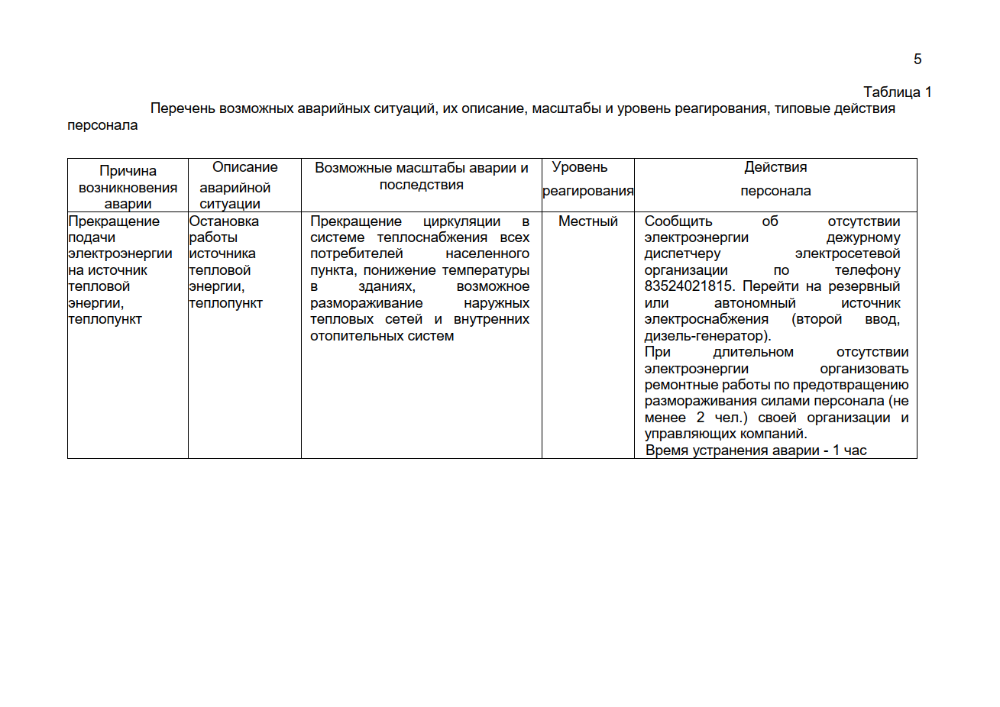 5
Таблица 1
Перечень возможных аварийных ситуаций, их описание, масштабы и уровень реагирования, типовые действия
персонала
Причина
возникновения
аварии
Описание
аварийной
ситуации
Возможные масштабы аварии и
последствия
Уровень
реагирования
Действия
персонала
Прекращение
подачи
электроэнергии
на источник
тепловой
энергии,
теплопункт
Остановка
работы
источника
тепловой
энергии,
теплопункт
Прекращение циркуляции в
системе теплоснабжения всех
потребителей населенного
пункта, понижение температуры
в зданиях, возможное
размораживание наружных
тепловых сетей и внутренних
отопительных систем
Местный
Сообщить об отсутствии
электроэнергии дежурному
диспетчеру электросетевой
организации по телефону
83524021815. Перейти на резервный
или автономный источник
электроснабжения (второй ввод,
дизель-генератор).
При длительном отсутствии
электроэнергии организовать
ремонтные работы по предотвращению
размораживания силами персонала (не
менее 2 чел.) своей организации и
управляющих компаний.
Время устранения аварии - 1 час